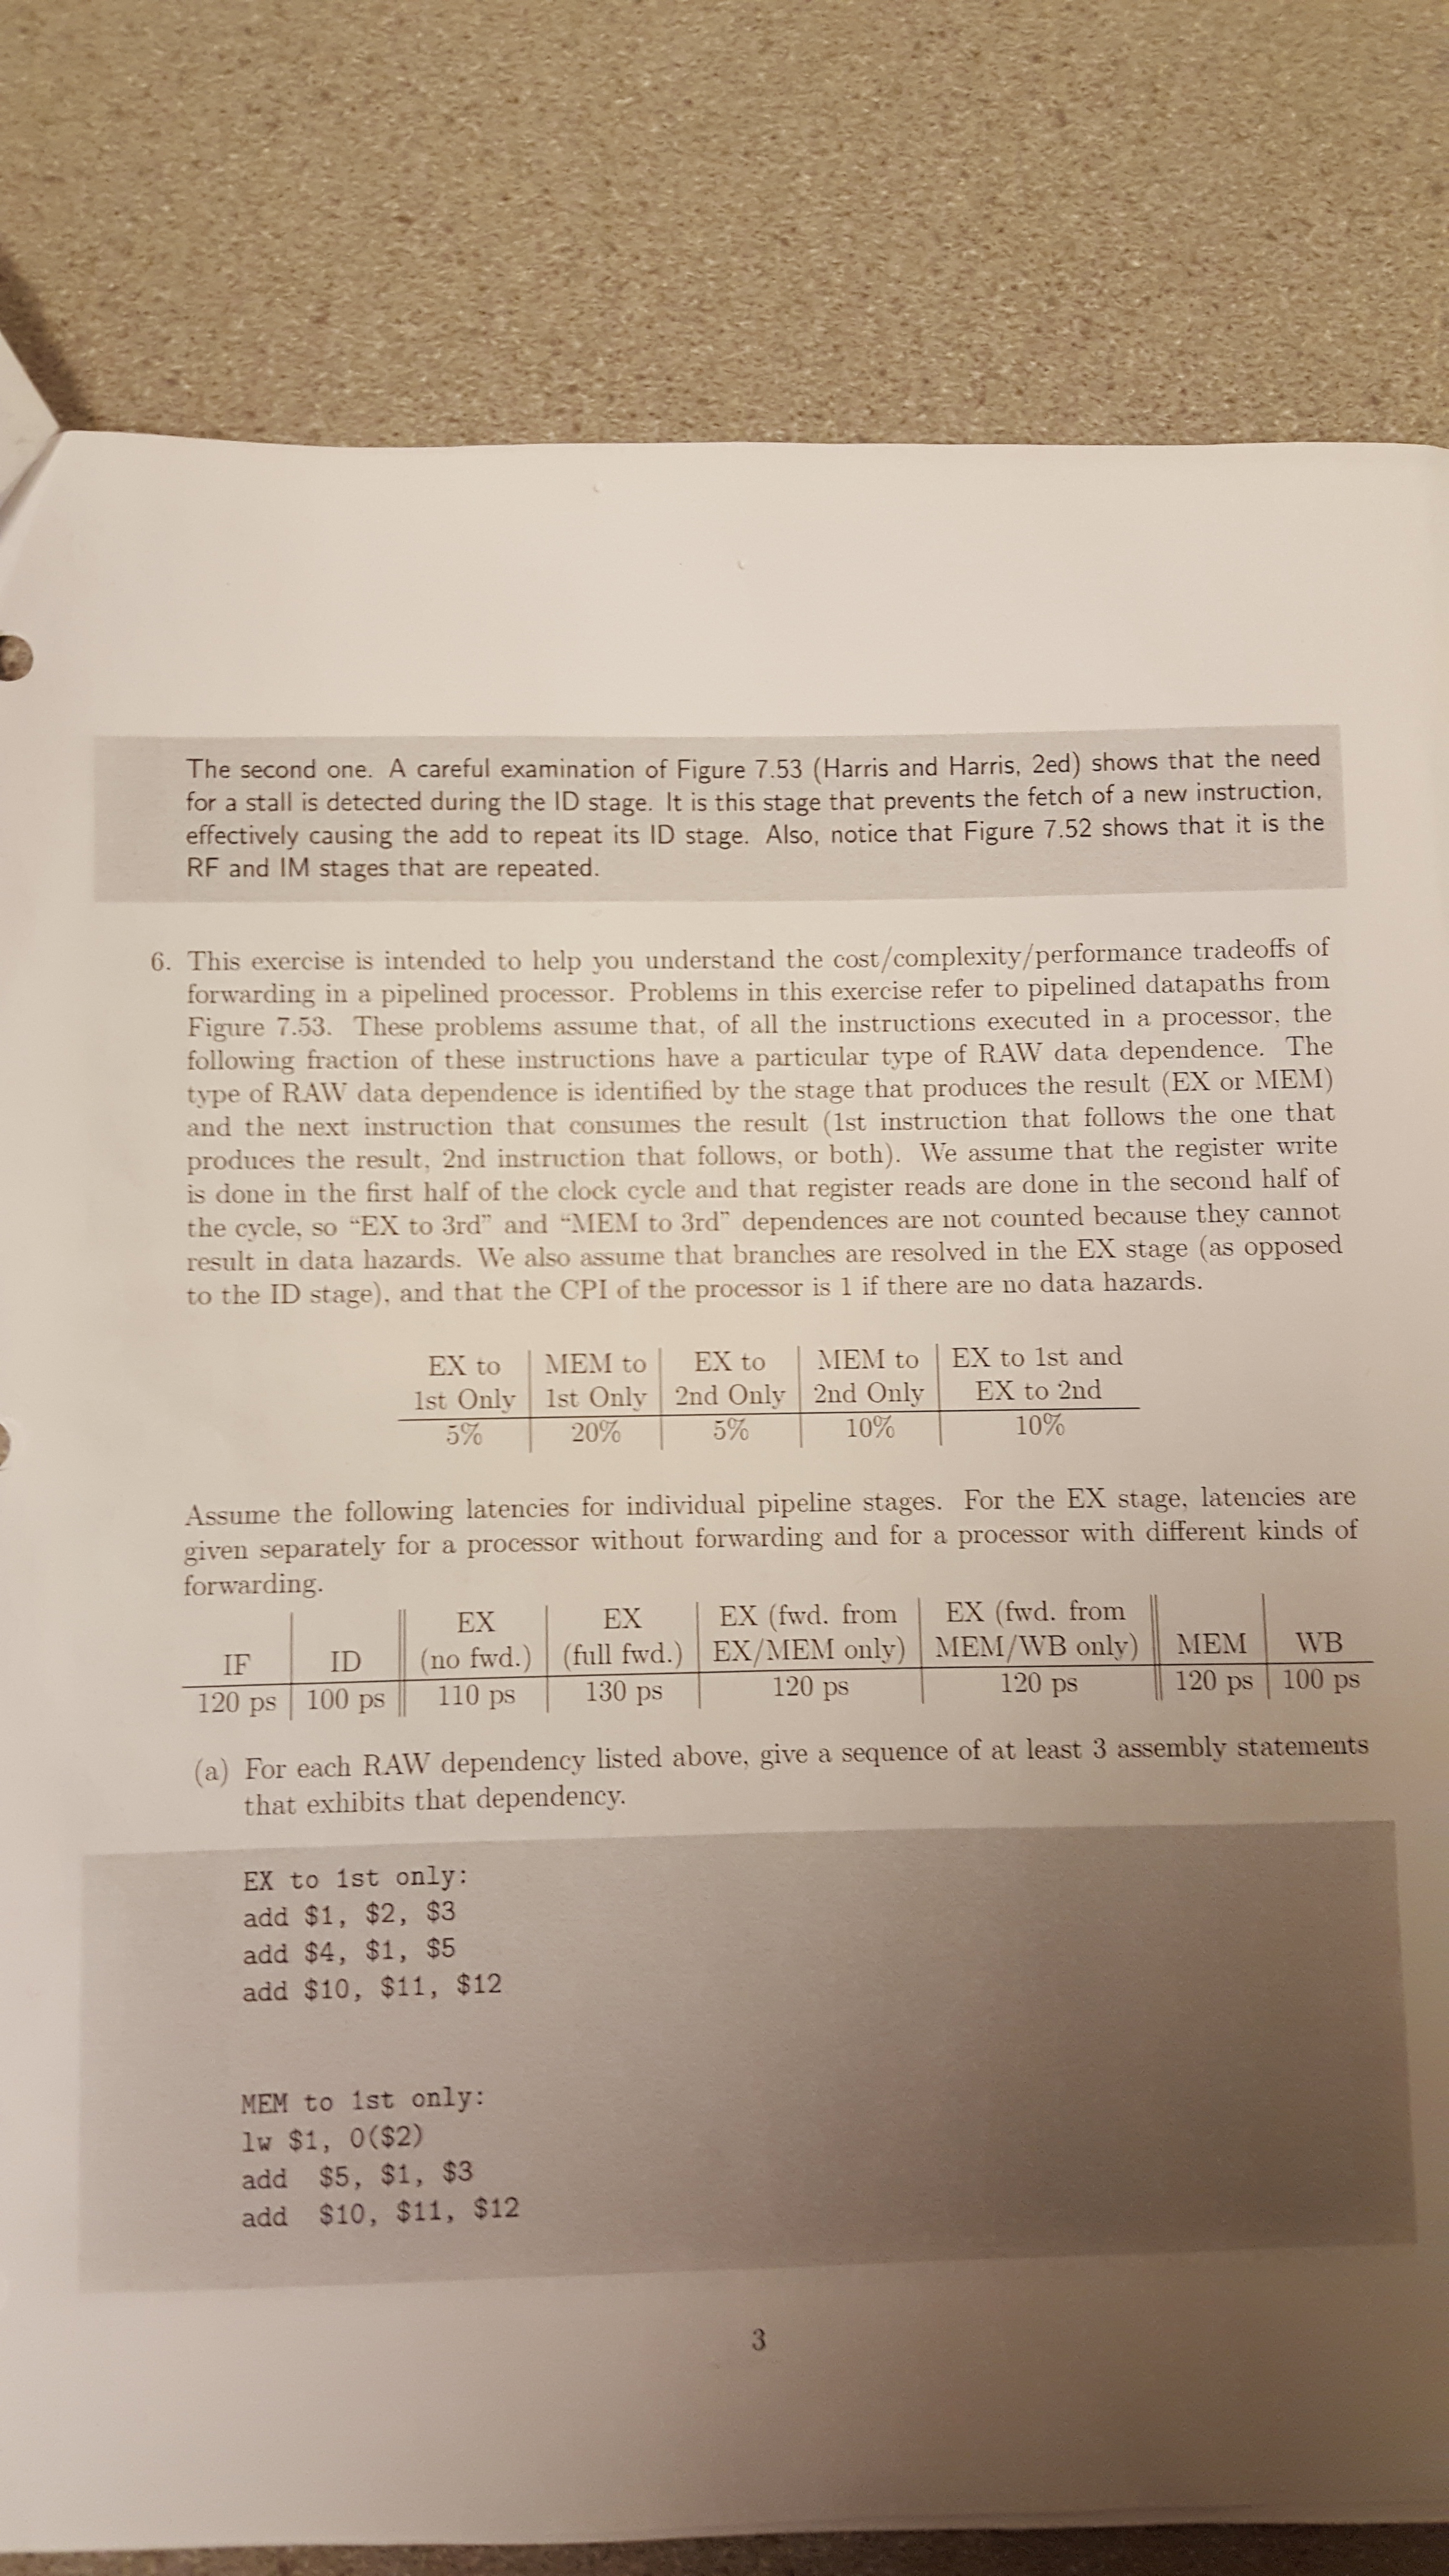 The second one. A careful examination of Figure 7.53 (Harris and Harris, 2ed) shows that the need
for a stall is detected during the ID stage. It is this stage that prevents the fetch of a new instruction,
effectively causing the add to repeat its ID stage. Also, notice that Figure 7.52 shows that it is the
RF and IM stages that are repeated.
6. This exercise is intended to help you understand the cost/complexity/performance tradeoffs of
forwarding in a pipelined processor. Problems in this exercise refer to pipelined datapaths from
Figure 7.53. These problems assume that, of all the instructions executed in a processor, the
following fraction of these instructions have a particular type of RAW data dependence. The
type of RAW data dependence is identified by the stage that produces the result (EX or MEM)
and the next instruction that consumes the result (1st instruction that follows the one that
produces the result, 2nd instruction that follows, or both). We assume that the register write
is done in the first half of the clock cycle and that register reads are done in the second half of
the cycle, so “EX to 3rd” and “MEM to 3rd” dependences are not counted because they cannot
result in data hazards. We also assume that branches are resolved in the EX stage (as opposed
to the ID stage), and that the CPI of the processor is 1 if there are no data hazards.
EX to MEM to EX to MEM to EX to 1st and
1st Only 1st Only 2nd Only 2nd Only EX to 2nd
5% 20% 5% 10% 10%
Assume the following latencies for individual pipeline stages. For the EX stage, latencies are
given separately for a processor without forwarding and for a processor with different kinds of
forwarding.
EX EX EX (fwd. from EX (fwd. from
IF ID (no fwd.) (full fwd.) EX/MEM only) MEM/WB only) MEM WB
120 ps 100 ps 110 ps 130 ps 120 ps 120 ps 120 ps 100 ps
(a) For each RAW dependency listed above, give a sequence of at least 3 assembly statements
that exhibits that dependency.
EX to 1st only:
add $1, $2, $3
add $4, $1, $5
add $10, $11, $12
MEM to 1st only:
lw $1, 0($2)
add $5, $1, $3
add $10, $11, $12
3